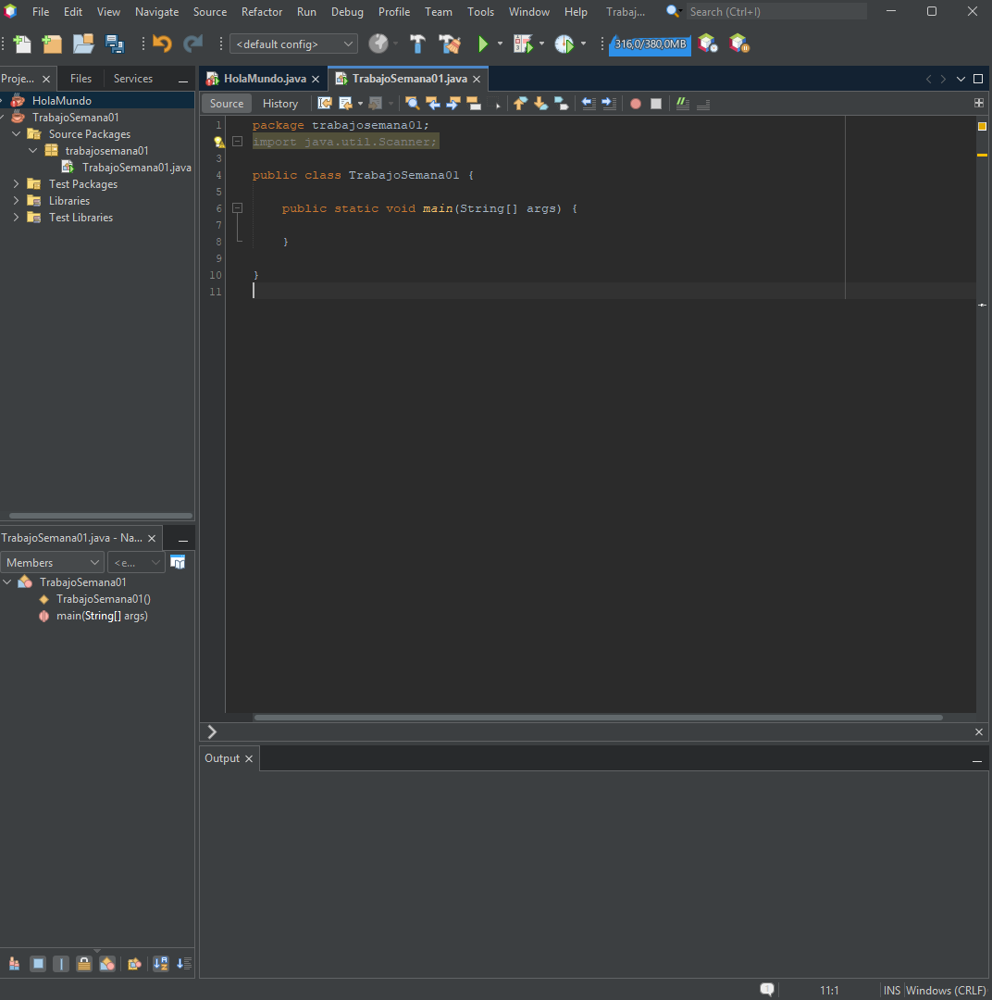 File Edit View Navigate Source Refactor Run Debug Profile Team Tools Window Help Trabaj... Search (Ctrl+I)
<default config> 316,0/380,0MB
Proje... Files Services
HolaMundo
TrabajoSemana01
Source Packages
trabajosemana01
TrabajoSemana01.java
Test Packages
Libraries
Test Libraries
TrabajoSemana01.java - Na...
Members <e...
TrabajoSemana01
TrabajoSemana01()
main(String[] args)
HolaMundo.java TrabajoSemana01.java
Source History
1 package trabajosemana01;
import java.util.Scanner;
3
4 public class TrabajoSemana01 {
5
6 public static void main(String[] args) {
7
8 }
9
10 }
11
Output
11:1 INS Windows (CRLF)